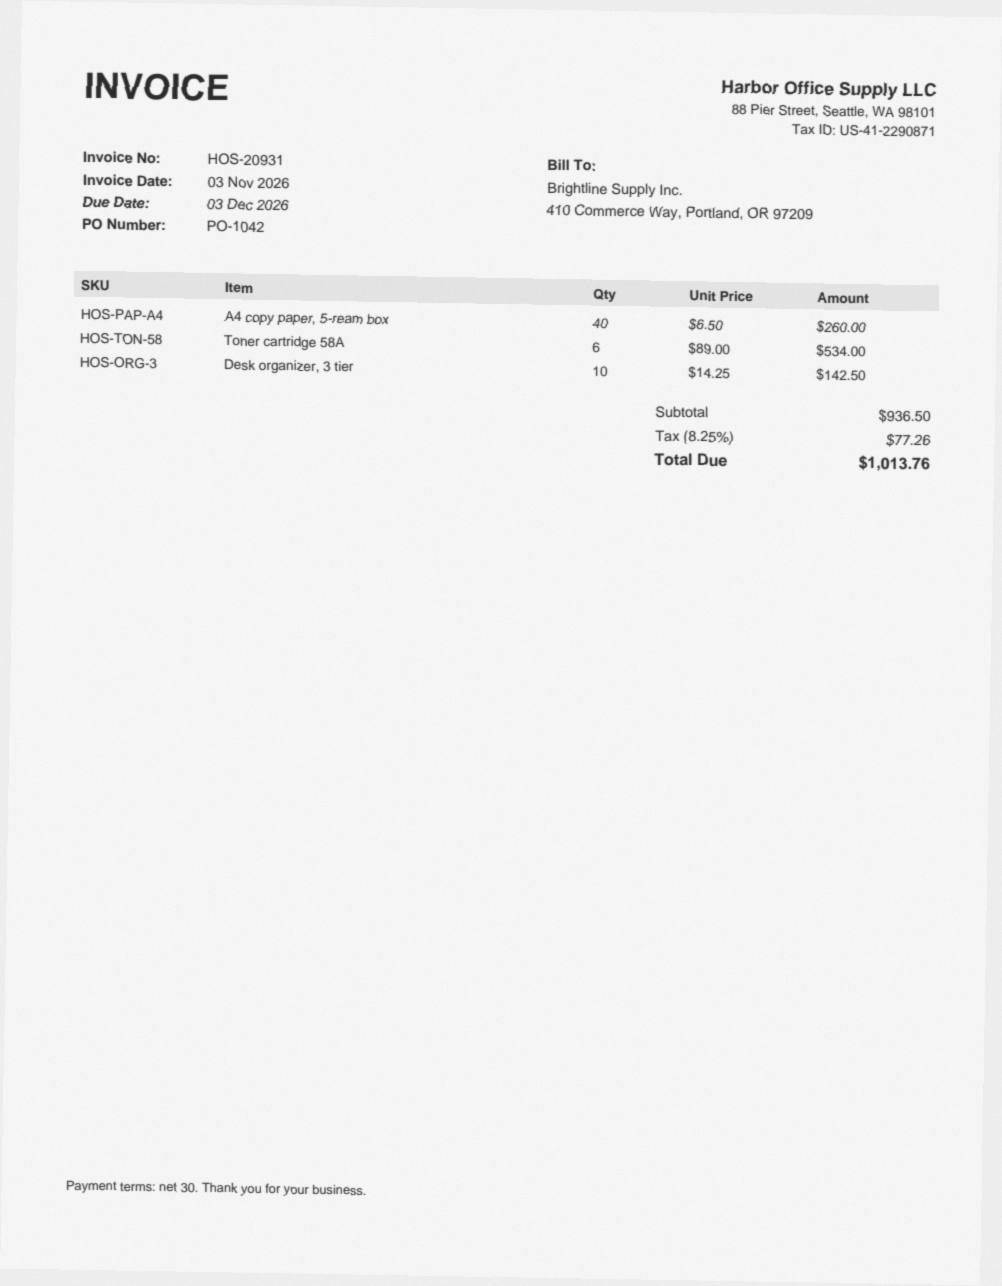 INVOICE
Harbor Office Supply LLC
88 Pier Street, Seattle, WA 98101
Tax ID: US-41-2290871
Invoice No: HOS-20931
Invoice Date: 03 Nov 2026
Due Date: 03 Dec 2026
PO Number: PO-1042
Bill To:
Brightline Supply Inc.
410 Commerce Way, Portland, OR 97209
SKU Item Qty Unit Price Amount
HOS-PAP-A4 A4 copy paper, 5-ream box 40 $6.50 $260.00
HOS-TON-58 Toner cartridge 58A 6 $89.00 $534.00
HOS-ORG-3 Desk organizer, 3 tier 10 $14.25 $142.50
Subtotal $936.50
Tax (8.25%) $77.26
Total Due $1,013.76
Payment terms: net 30. Thank you for your business.